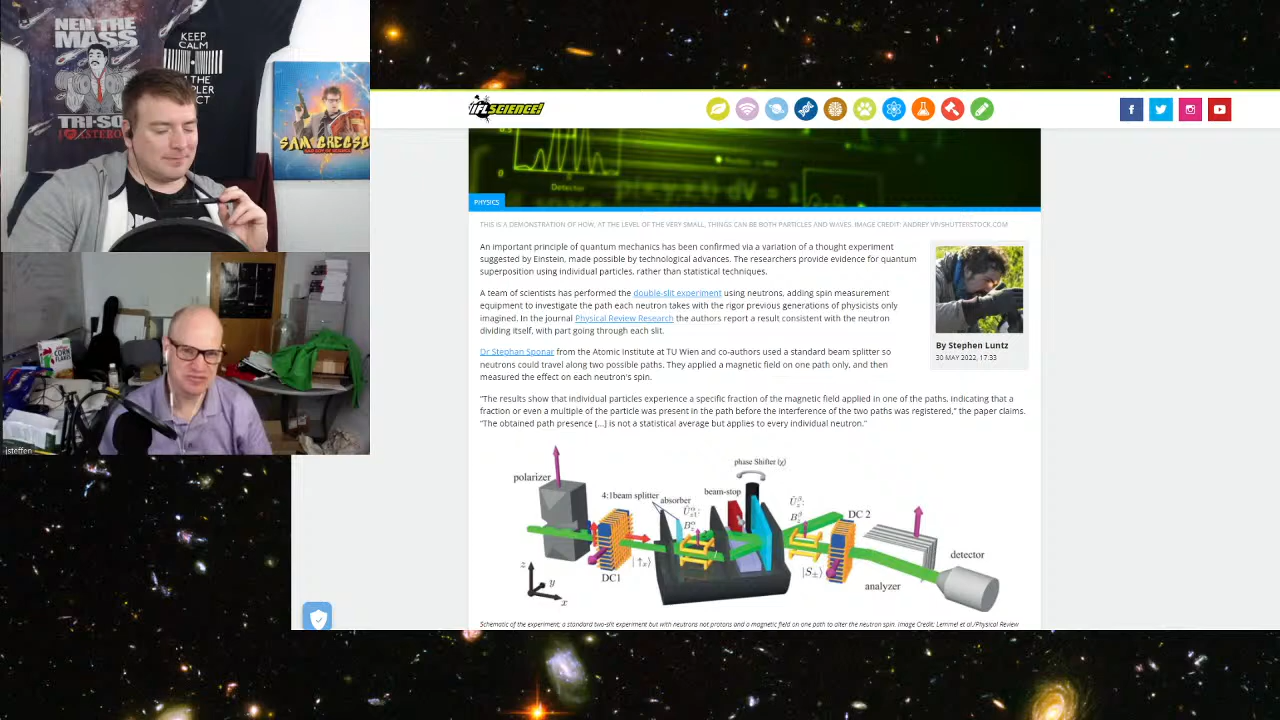 NEIL THE
MASS
TRI-SO
KEEP
CALM
THE
PLER
CT
SAM GREGSO
jsteffen
IFLSCIENCE!
Detector
PHYSICS
THIS IS A DEMONSTRATION OF HOW, AT THE LEVEL OF THE VERY SMALL, THINGS CAN BE BOTH PARTICLES AND WAVES. IMAGE CREDIT: ANDREY VP/SHUTTERSTOCK.COM
An important principle of quantum mechanics has been confirmed via a variation of a thought experiment
suggested by Einstein, made possible by technological advances. The researchers provide evidence for quantum
superposition using individual particles, rather than statistical techniques.
A team of scientists has performed the double-slit experiment using neutrons, adding spin measurement
equipment to investigate the path each neutron takes with the rigor previous generations of physicists only
imagined. In the journal Physical Review Research the authors report a result consistent with the neutron
dividing itself, with part going through each slit.
Dr Stephan Sponar from the Atomic Institute at TU Wien and co-authors used a standard beam splitter so
neutrons could travel along two possible paths. They applied a magnetic field on one path only, and then
measured the effect on each neutron's spin.
By Stephen Luntz
30 MAY 2022, 17:33
“The results show that individual particles experience a specific fraction of the magnetic field applied in one of the paths, indicating that a
fraction or even a multiple of the particle was present in the path before the interference of the two paths was registered,” the paper claims.
“The obtained path presence [...] is not a statistical average but applies to every individual neutron.”
polarizer
4:1beam splitter
absorber
beam-stop
phase Shifter (χ)
DC1
DC 2
|S±⟩
analyzer
detector
z
y
x
Schematic of the experiment; a standard two-slit experiment but with neutrons not protons and a magnetic field on one path to alter the neutron spin. Image Credit: Lemmel et al./Physical Review